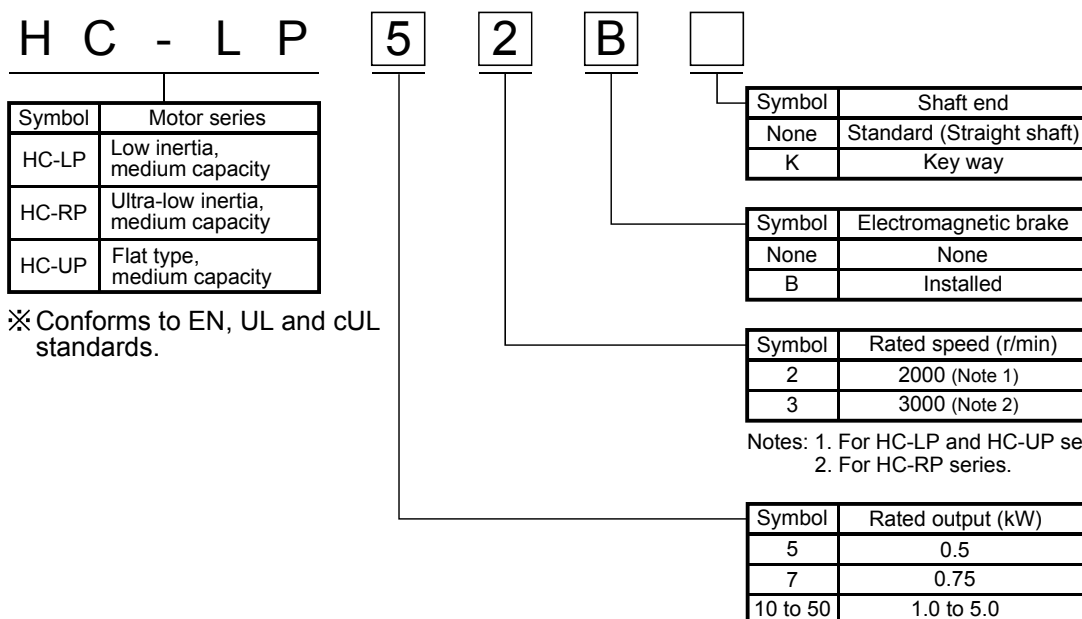 H C - L P 5 2 B
Symbol Motor series
HC-LP Low inertia,
medium capacity
HC-RP Ultra-low inertia,
medium capacity
HC-UP Flat type,
medium capacity
※ Conforms to EN, UL and cUL
standards.
Symbol Shaft end
None Standard (Straight shaft)
K Key way
Symbol Electromagnetic brake
None None
B Installed
Symbol Rated speed (r/min)
2 2000 (Note 1)
3 3000 (Note 2)
Notes: 1. For HC-LP and HC-UP
2. For HC-RP series.
Symbol Rated output (kW)
5 0.5
7 0.75
10 to 50 1.0 to 5.0